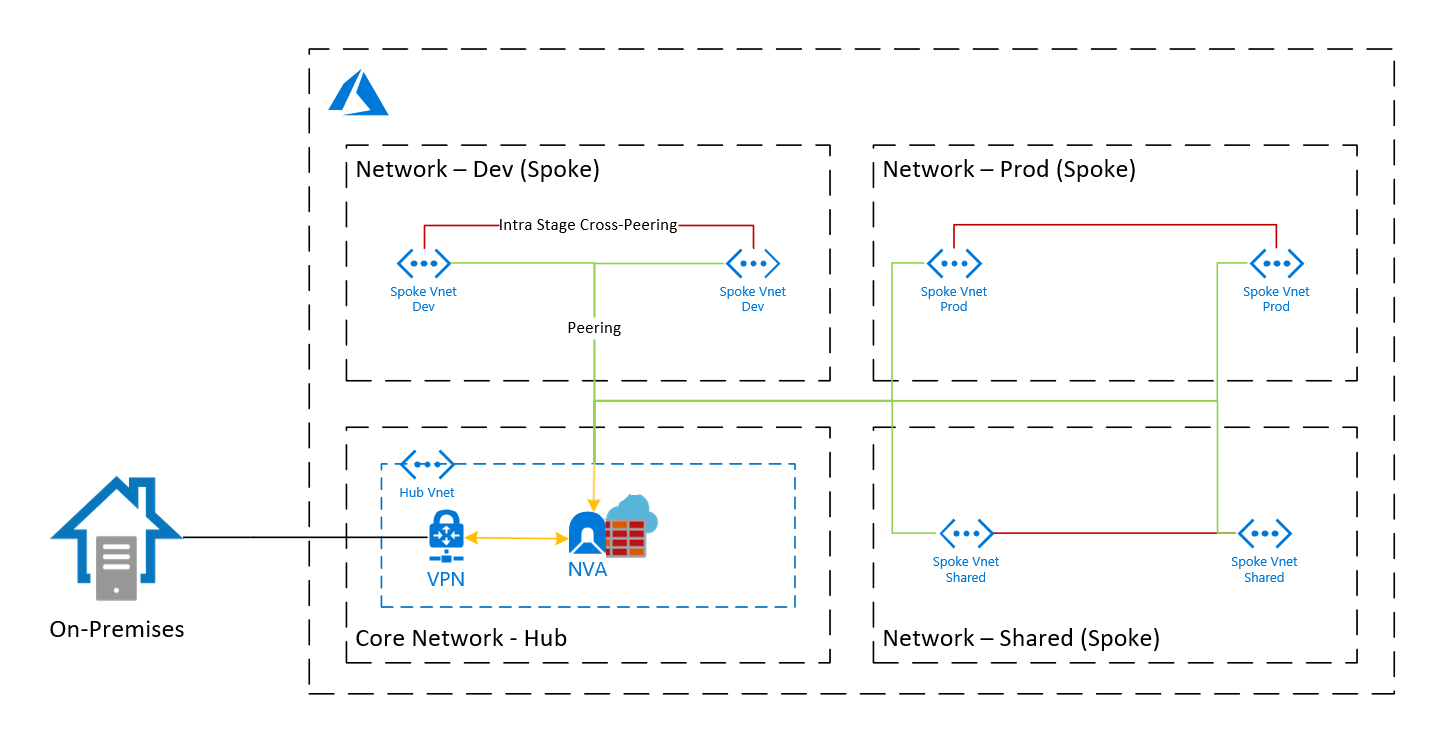 Network – Dev (Spoke)
Intra Stage Cross-Peering
Spoke Vnet
Dev
Spoke Vnet
Dev
Peering
Network – Prod (Spoke)
Spoke Vnet
Prod
Spoke Vnet
Prod
On-Premises
Hub Vnet
VPN
NVA
Core Network - Hub
Spoke Vnet
Shared
Spoke Vnet
Shared
Network – Shared (Spoke)